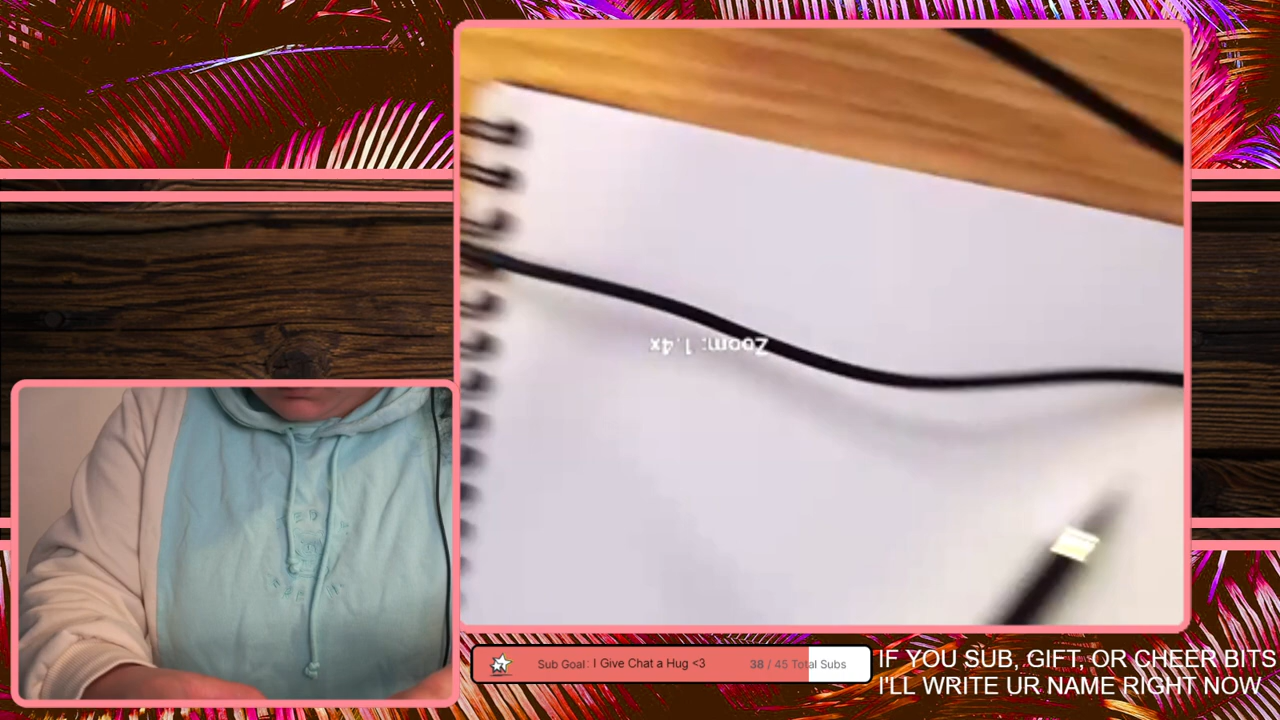 Zoom: 1.4x
Sub Goal: I Give Chat a Hug <3 38 / 45 Total Subs
IF YOU SUB, GIFT, OR CHEER BITS
I'LL WRITE UR NAME RIGHT NOW